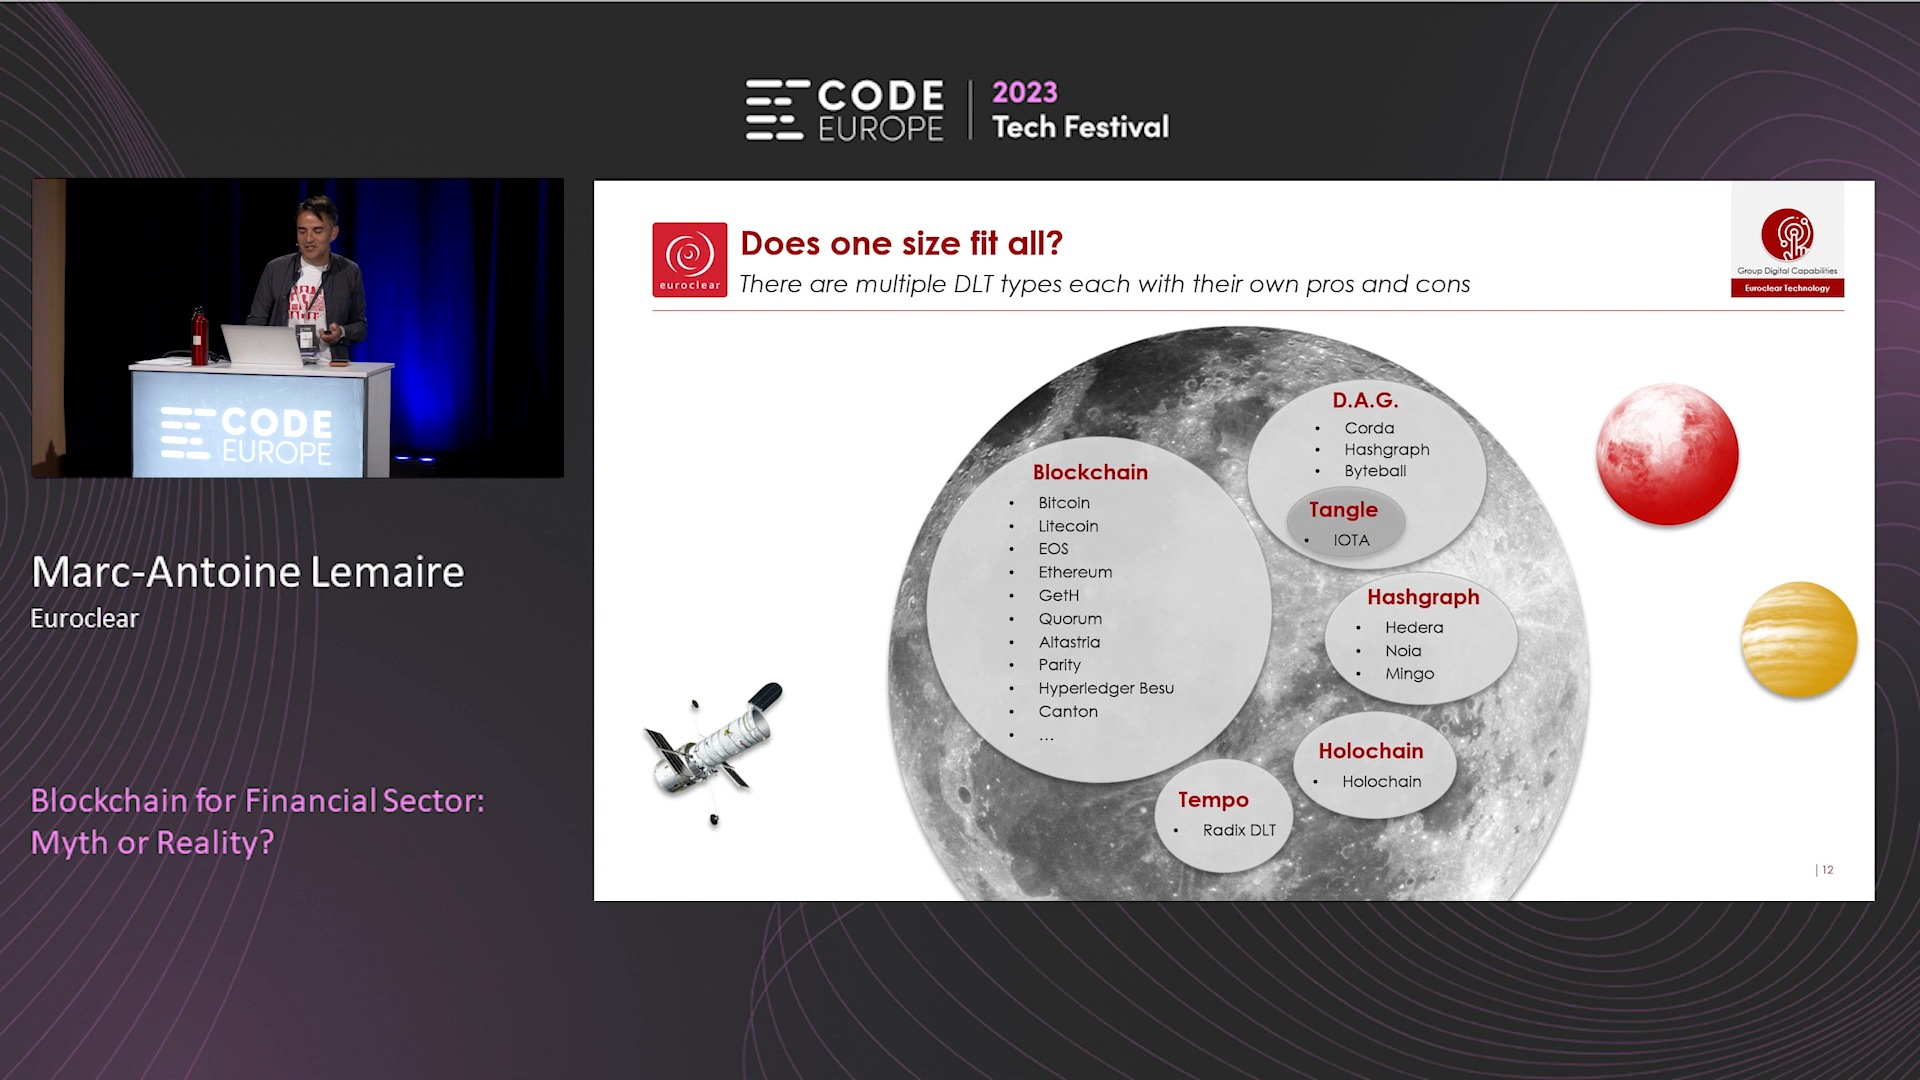 CODE
EUROPE
2023
Tech Festival
CODE
EUROPE
Marc-Antoine Lemaire
Euroclear
Blockchain for Financial Sector:
Myth or Reality?
euroclear
Does one size fit all?
There are multiple DLT types each with their own pros and cons
Group Digital Capabilities
Euroclear Technology
Blockchain
• Bitcoin
• Litecoin
• EOS
• Ethereum
• GetH
• Quorum
• Altastria
• Parity
• Hyperledger Besu
• Canton
• ...
D.A.G.
• Corda
• Hashgraph
• Byteball
Tangle
• IOTA
Hashgraph
• Hedera
• Noia
• Mingo
Holochain
• Holochain
Tempo
• Radix DLT
| 12